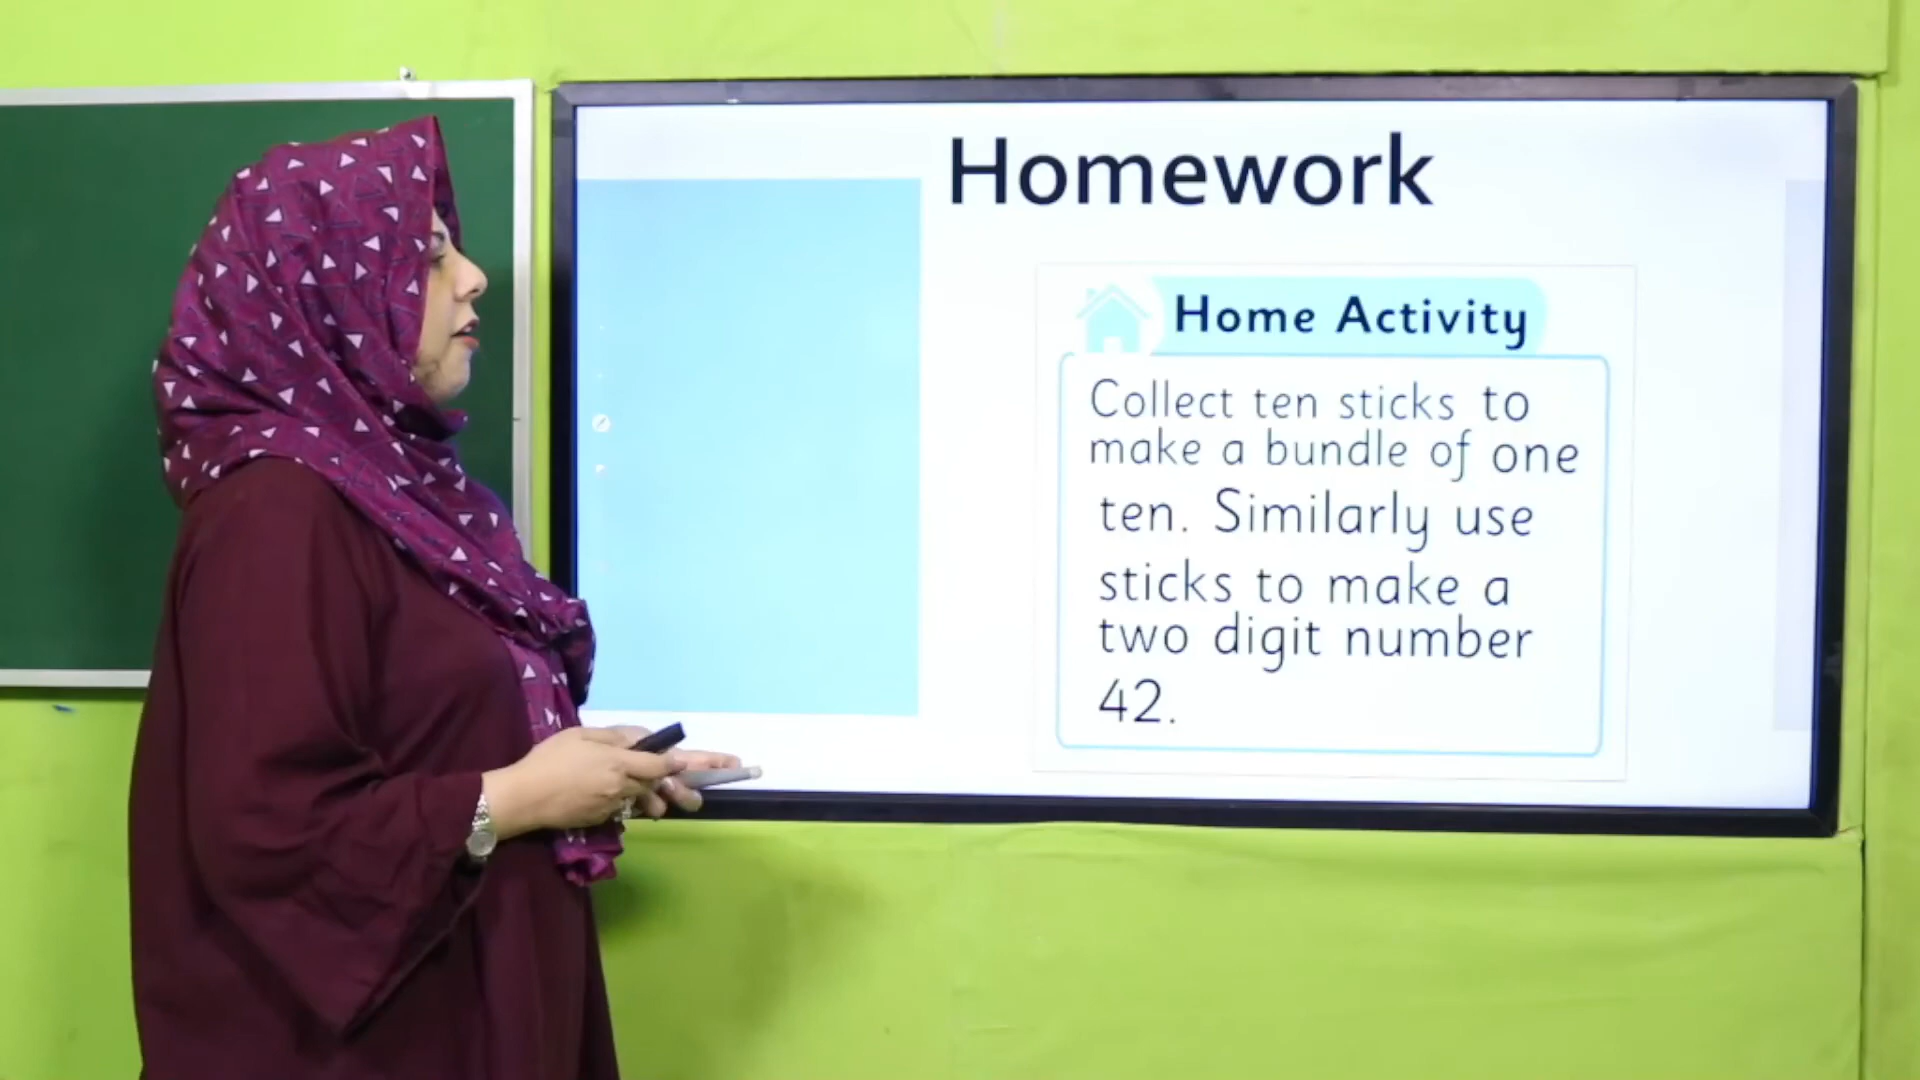 Homework
Home Activity
Collect ten sticks to
make a bundle of one
ten. Similarly use
sticks to make a
two digit number
42.